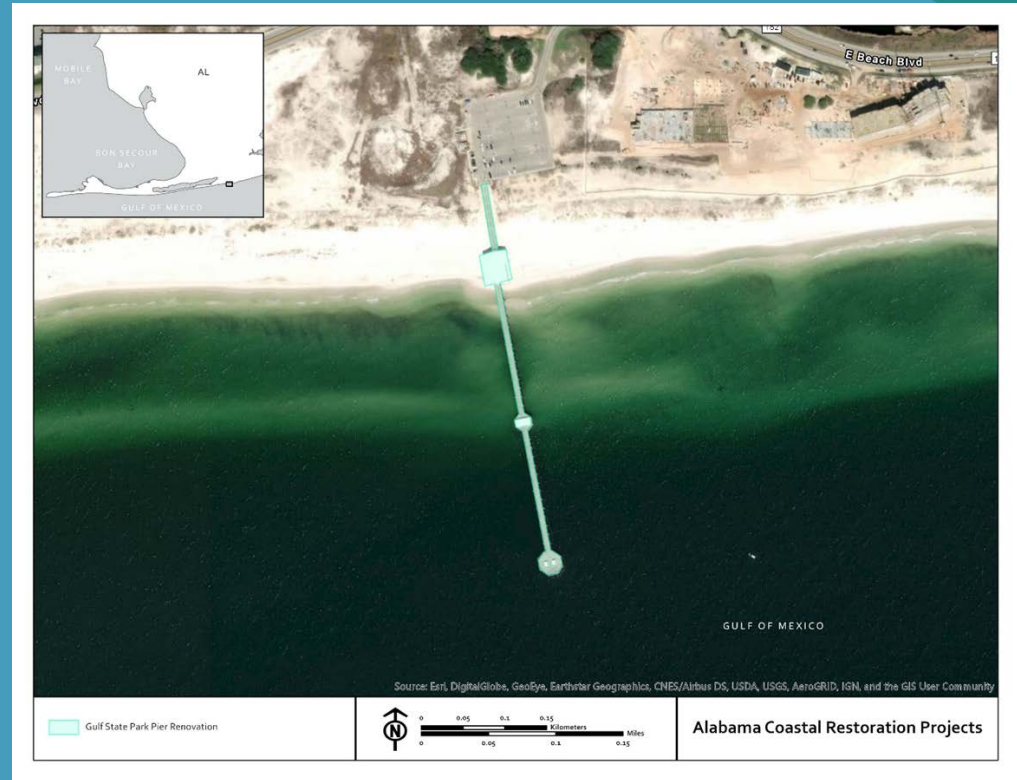 MOBILE
BAY
AL
BON SECOUR
BAY
GULF OF MEXICO
E Beach Blvd
GULF OF MEXICO
Source: Esri, DigitalGlobe, GeoEye, Earthstar Geographics, CNES/Airbus DS, USDA, USGS, AeroGRID, IGN, and the GIS User Community
Gulf State Park Pier Renovation
N
0 0.05 0.1 0.15
Kilometers
Miles
0 0.05 0.1 0.15
Alabama Coastal Restoration Projects